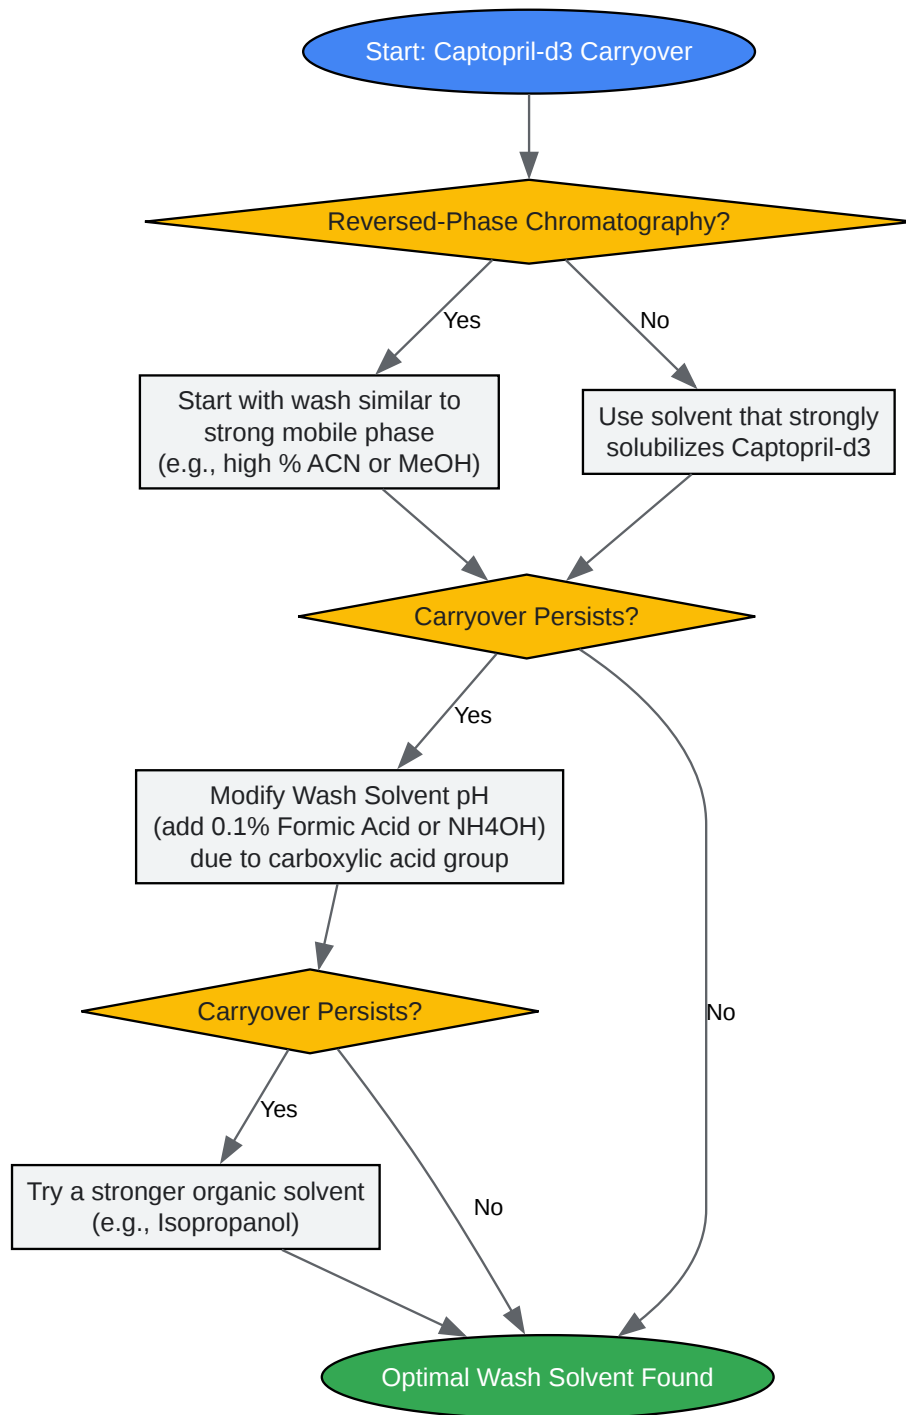 Start: Captopril-d3 Carryover
Reversed-Phase Chromatography?
Yes
No
Start with wash similar to
strong mobile phase
(e.g., high % ACN or MeOH)
Use solvent that strongly
solubilizes Captopril-d3
Carryover Persists?
Yes
Modify Wash Solvent pH
(add 0.1% Formic Acid or NH4OH)
due to carboxylic acid group
Carryover Persists?
No
Yes
Try a stronger organic solvent
(e.g., Isopropanol)
No
Optimal Wash Solvent Found